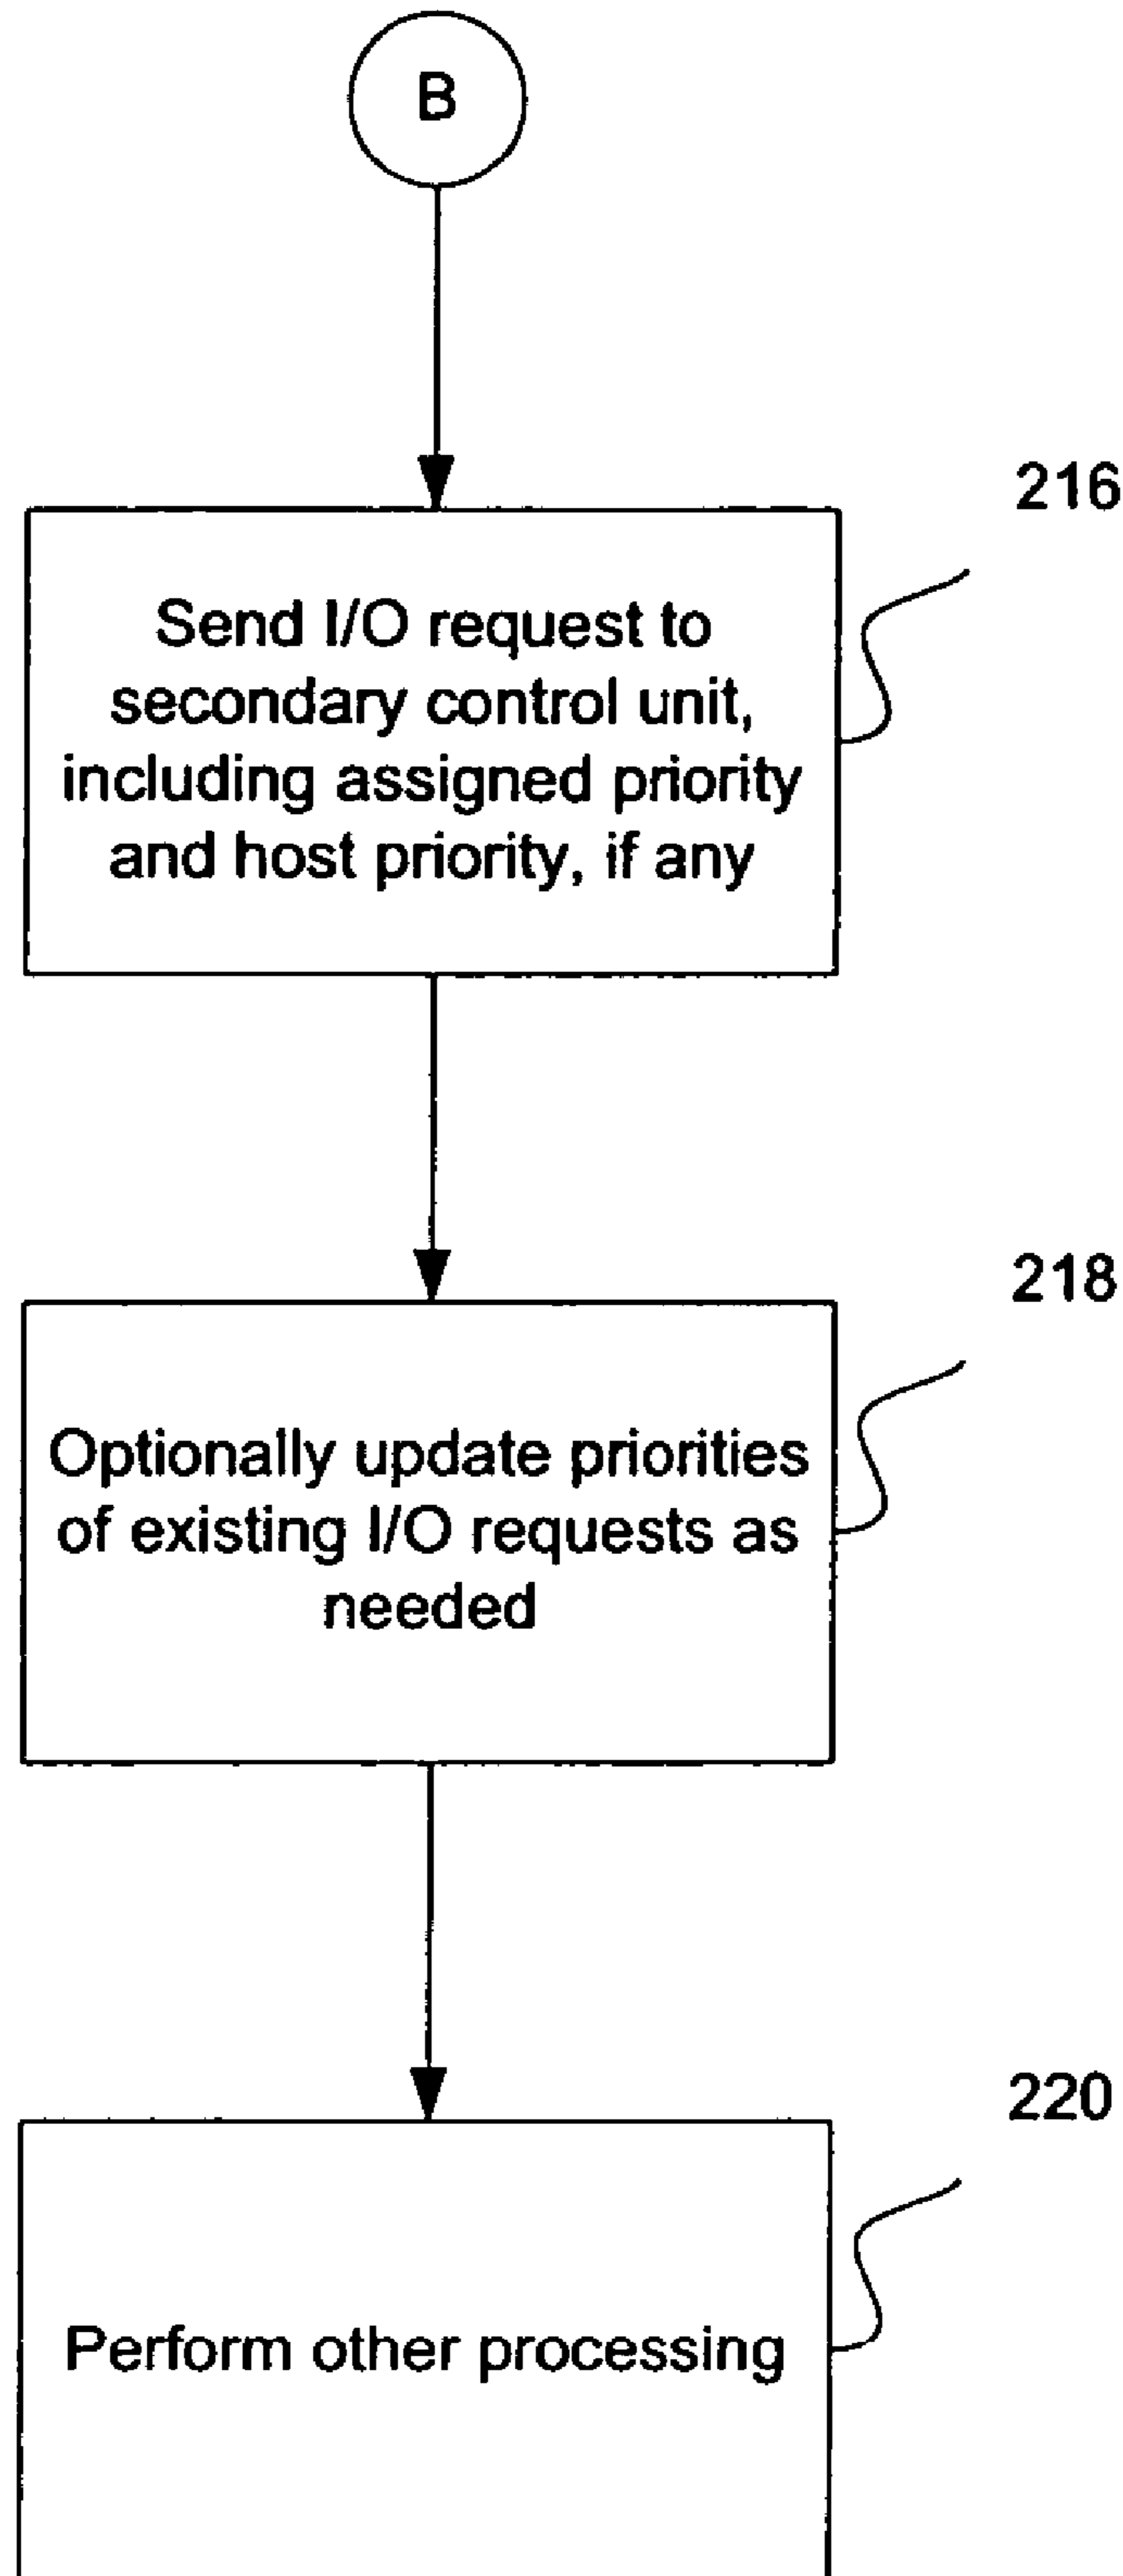 B
216
Send I/O request to
secondary control unit,
including assigned priority
and host priority, if any
218
Optionally update priorities
of existing I/O requests as
needed
220
Perform other processing